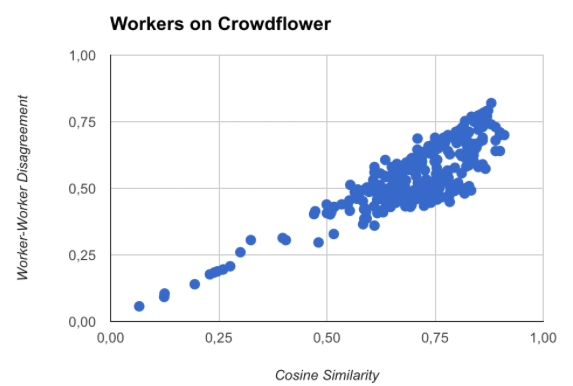 Workers on Crowdflower
Worker-Worker Disagreement
1,00
0,75
0,50
0,25
0,00
0,00 0,25 0,50 0,75 1,00
Cosine Similarity